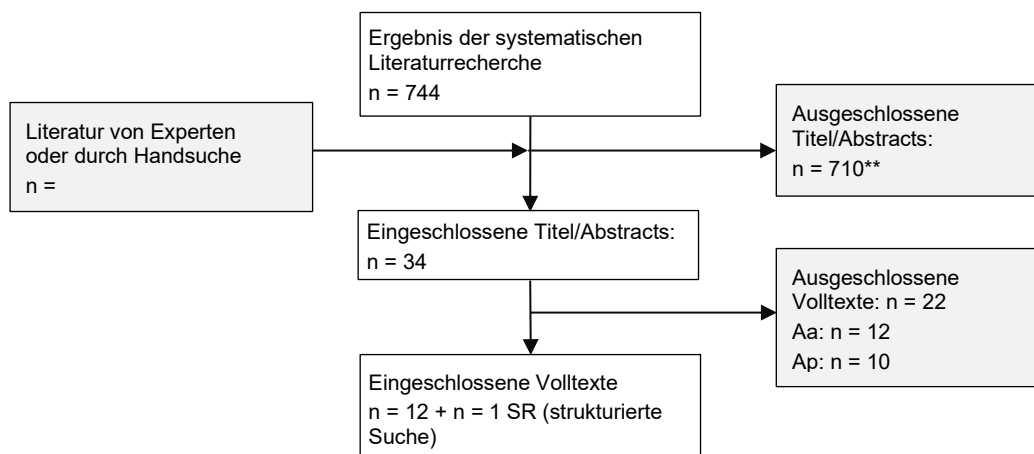 Ergebnis der systematischen
Literaturrecherche
n = 744
Literatur von Experten
oder durch Handsuche
n =
Ausgeschlossene
Titel/Abstracts:
n = 710**
Eingeschlossene Titel/Abstracts:
n = 34
Ausgeschlossene
Volltexte: n = 22
Aa: n = 12
Ap: n = 10
Eingeschlossene Volltexte
n = 12 + n = 1 SR (strukturierte
Suche)